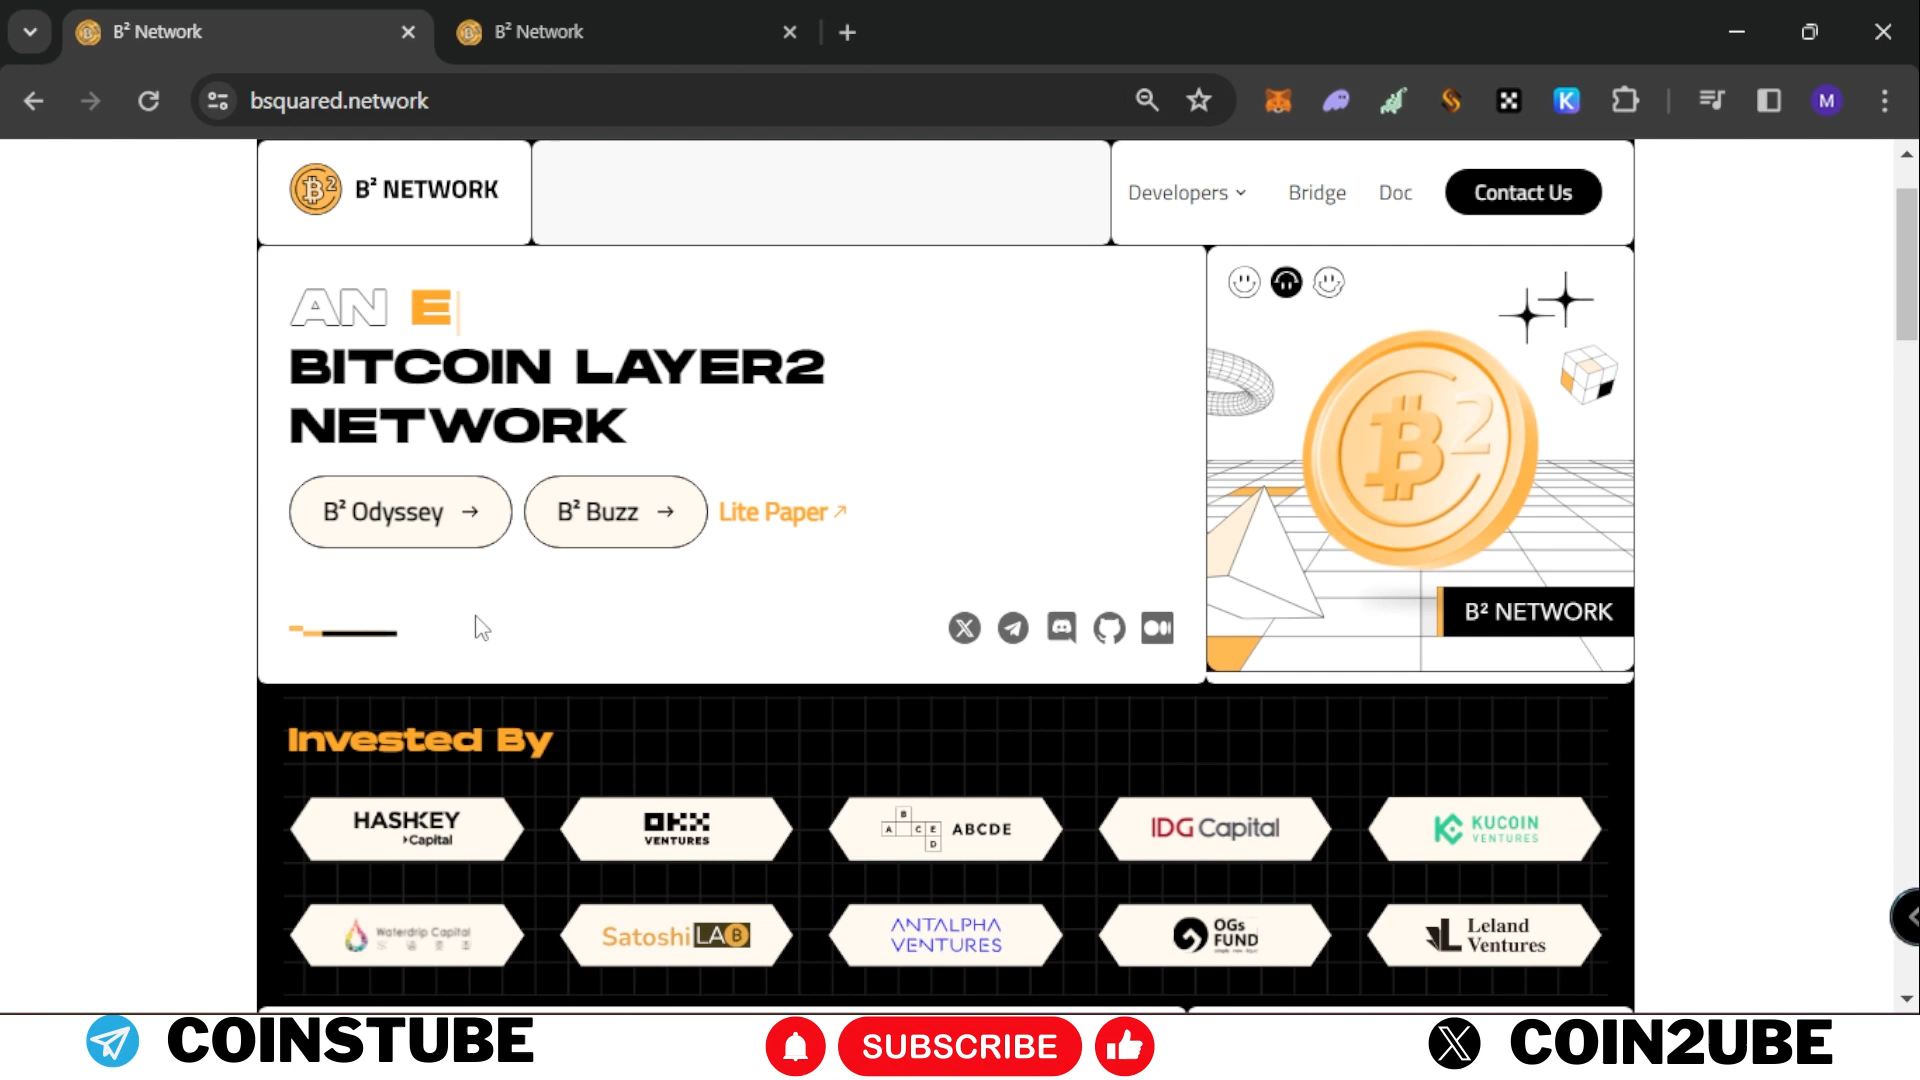 B² Network
B² Network
bsquared.network
M
B² NETWORK
Developers
Bridge
Doc
Contact Us
AN E
BITCOIN LAYER2
NETWORK
B² Odyssey →
B² Buzz →
Lite Paper ↗
B² NETWORK
Invested By
HASHKEY
Capital
OKX
VENTURES
B
A C E
D
ABCDE
IDG Capital
KUCOIN
VENTURES
Waterdrip Capital
Satoshi LAB
ANTALPHA
VENTURES
OGs
FUND
Leland
Ventures
COINSTUBE
SUBSCRIBE
COIN2UBE